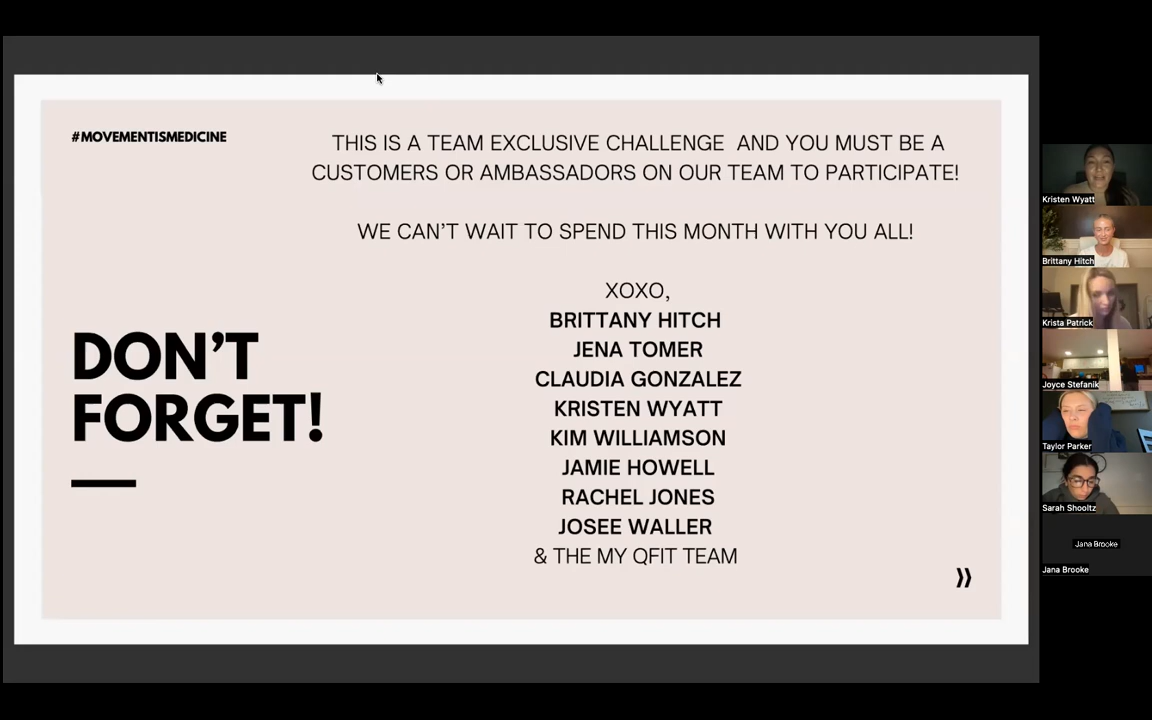 #MOVEMENTISMEDICINE
THIS IS A TEAM EXCLUSIVE CHALLENGE AND YOU MUST BE A
CUSTOMERS OR AMBASSADORS ON OUR TEAM TO PARTICIPATE!
WE CAN'T WAIT TO SPEND THIS MONTH WITH YOU ALL!
XOXO,
BRITTANY HITCH
JENA TOMER
CLAUDIA GONZALEZ
KRISTEN WYATT
KIM WILLIAMSON
JAMIE HOWELL
RACHEL JONES
JOSEE WALLER
& THE MY QFIT TEAM
DON'T
FORGET!
Kristen Wyatt
Brittany Hitch
Krista Patrick
Joyce Stefanik
Taylor Parker
Sarah Shooltz
Jana Brooke
Jana Brooke